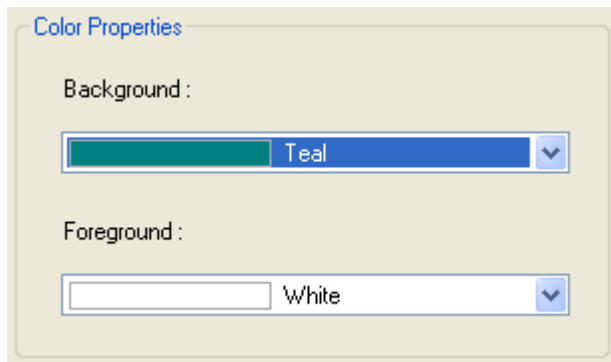 Color Properties
Background :
Teal
Foreground :
White